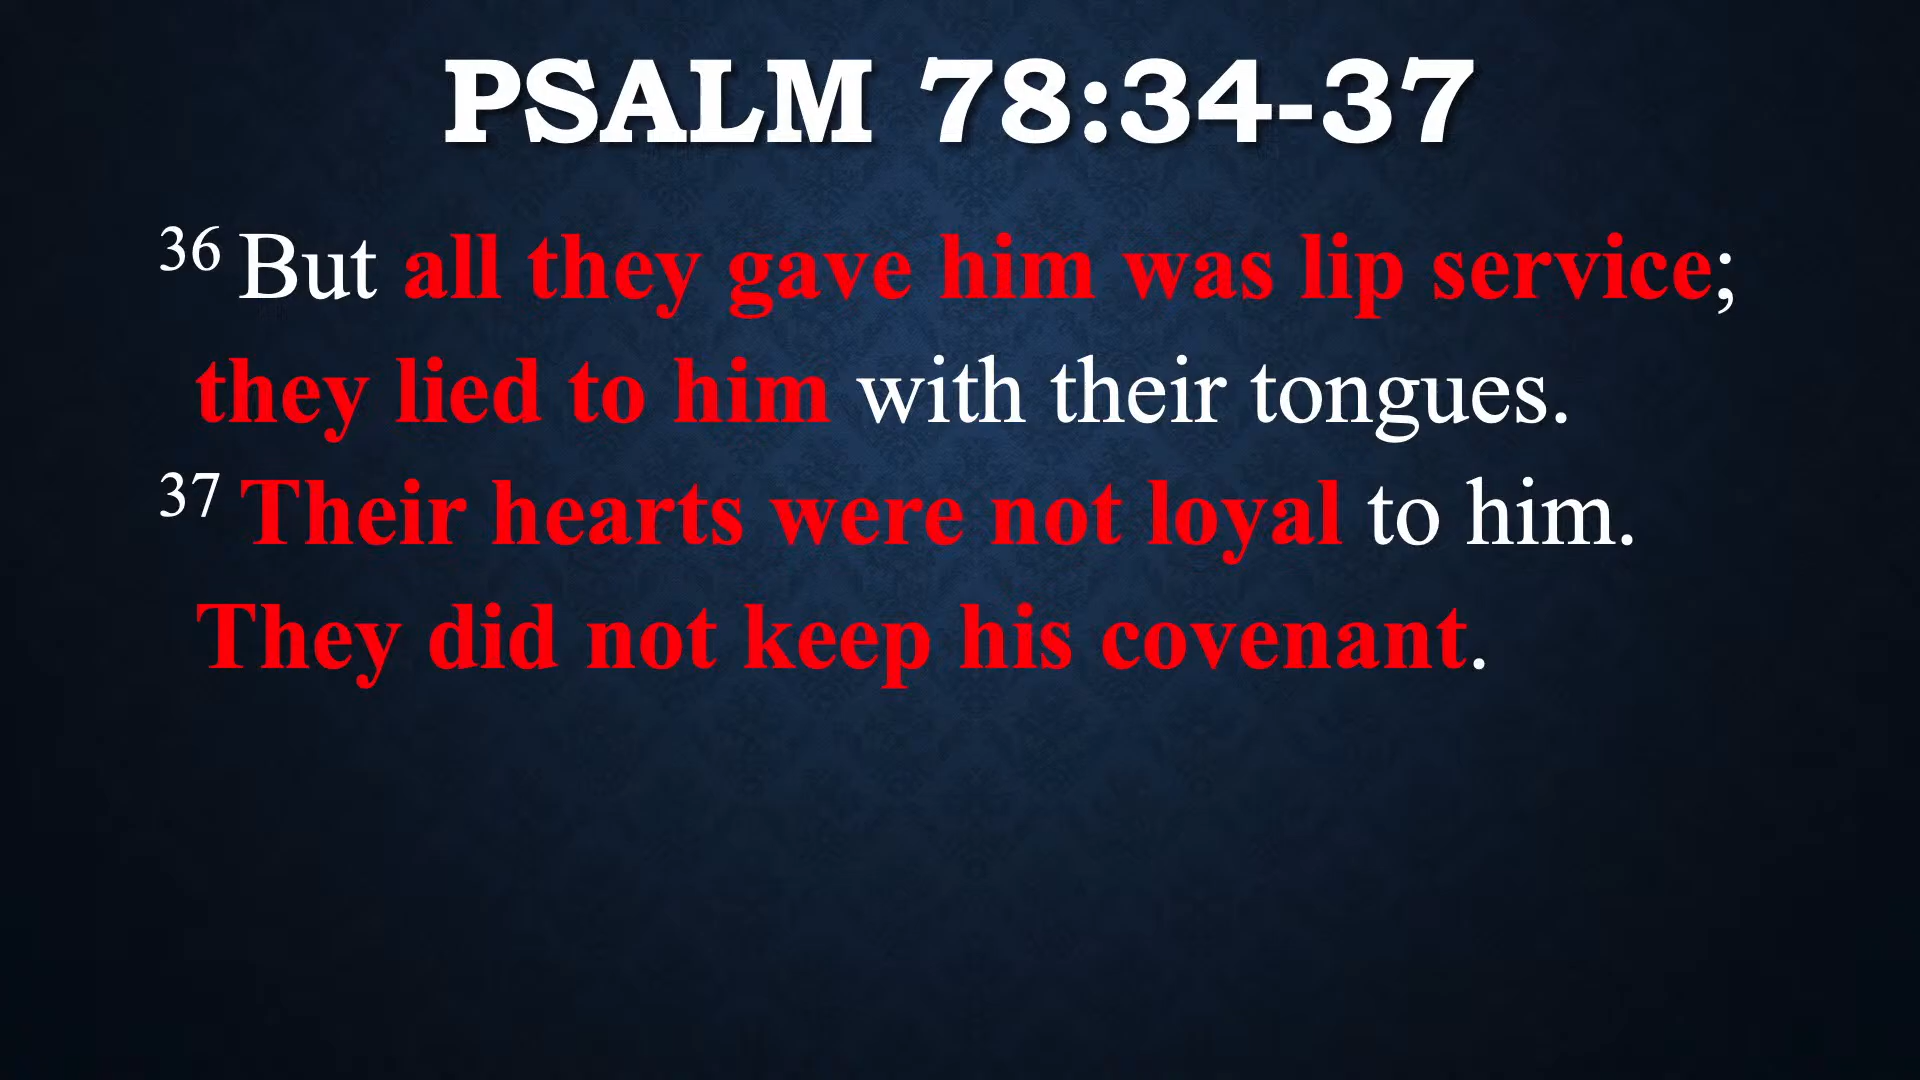 PSALM 78:34-37
36 But all they gave him was lip service;
they lied to him with their tongues.
37 Their hearts were not loyal to him.
They did not keep his covenant.